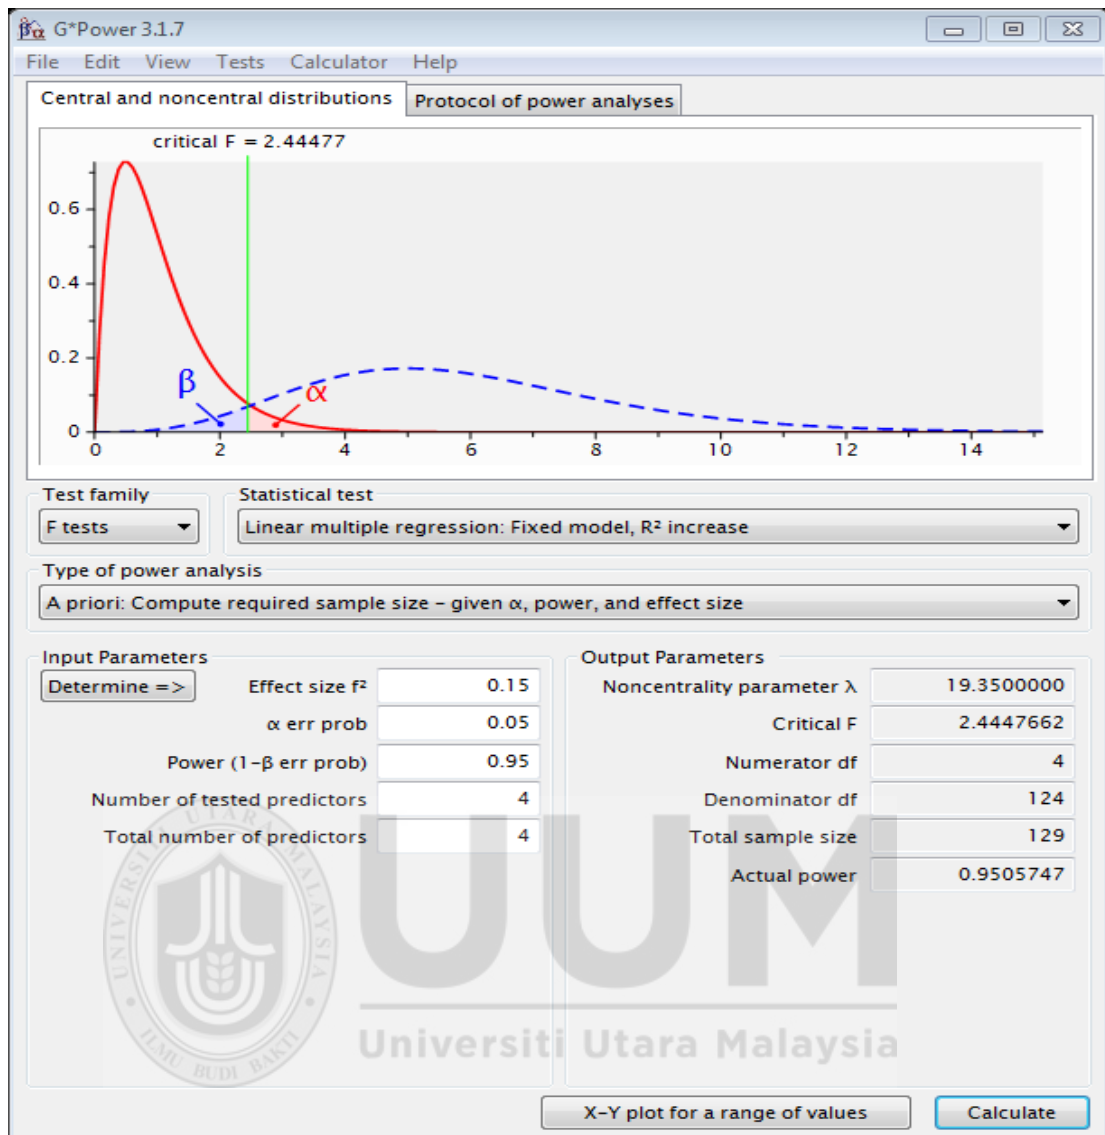 G*Power 3.1.7
File Edit View Tests Calculator Help
Central and noncentral distributions Protocol of power analyses
critical F = 2.44477
0.6
0.4
0.2
0
β
α
0 2 4 6 8 10 12 14
Test family Statistical test
F tests Linear multiple regression: Fixed model, R² increase
Type of power analysis
A priori: Compute required sample size – given α, power, and effect size
Input Parameters Output Parameters
Determine => Effect size f² 0.15 Noncentrality parameter λ 19.3500000
α err prob 0.05 Critical F 2.4447662
Power (1-β err prob) 0.95 Numerator df 4
Number of tested predictors 4 Denominator df 124
Total number of predictors 4 Total sample size 129
Actual power 0.9505747
UNIVERSITI UTARA MALAYSIA
ILMU BUDI BAKTI
UUM
Universiti Utara Malaysia
X-Y plot for a range of values Calculate